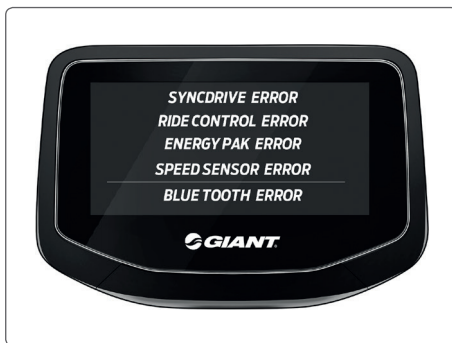 SYNCDRIVE ERROR
RIDE CONTROL ERROR
ENERGY PAK ERROR
SPEED SENSOR ERROR
BLUE TOOTH ERROR
GIANT